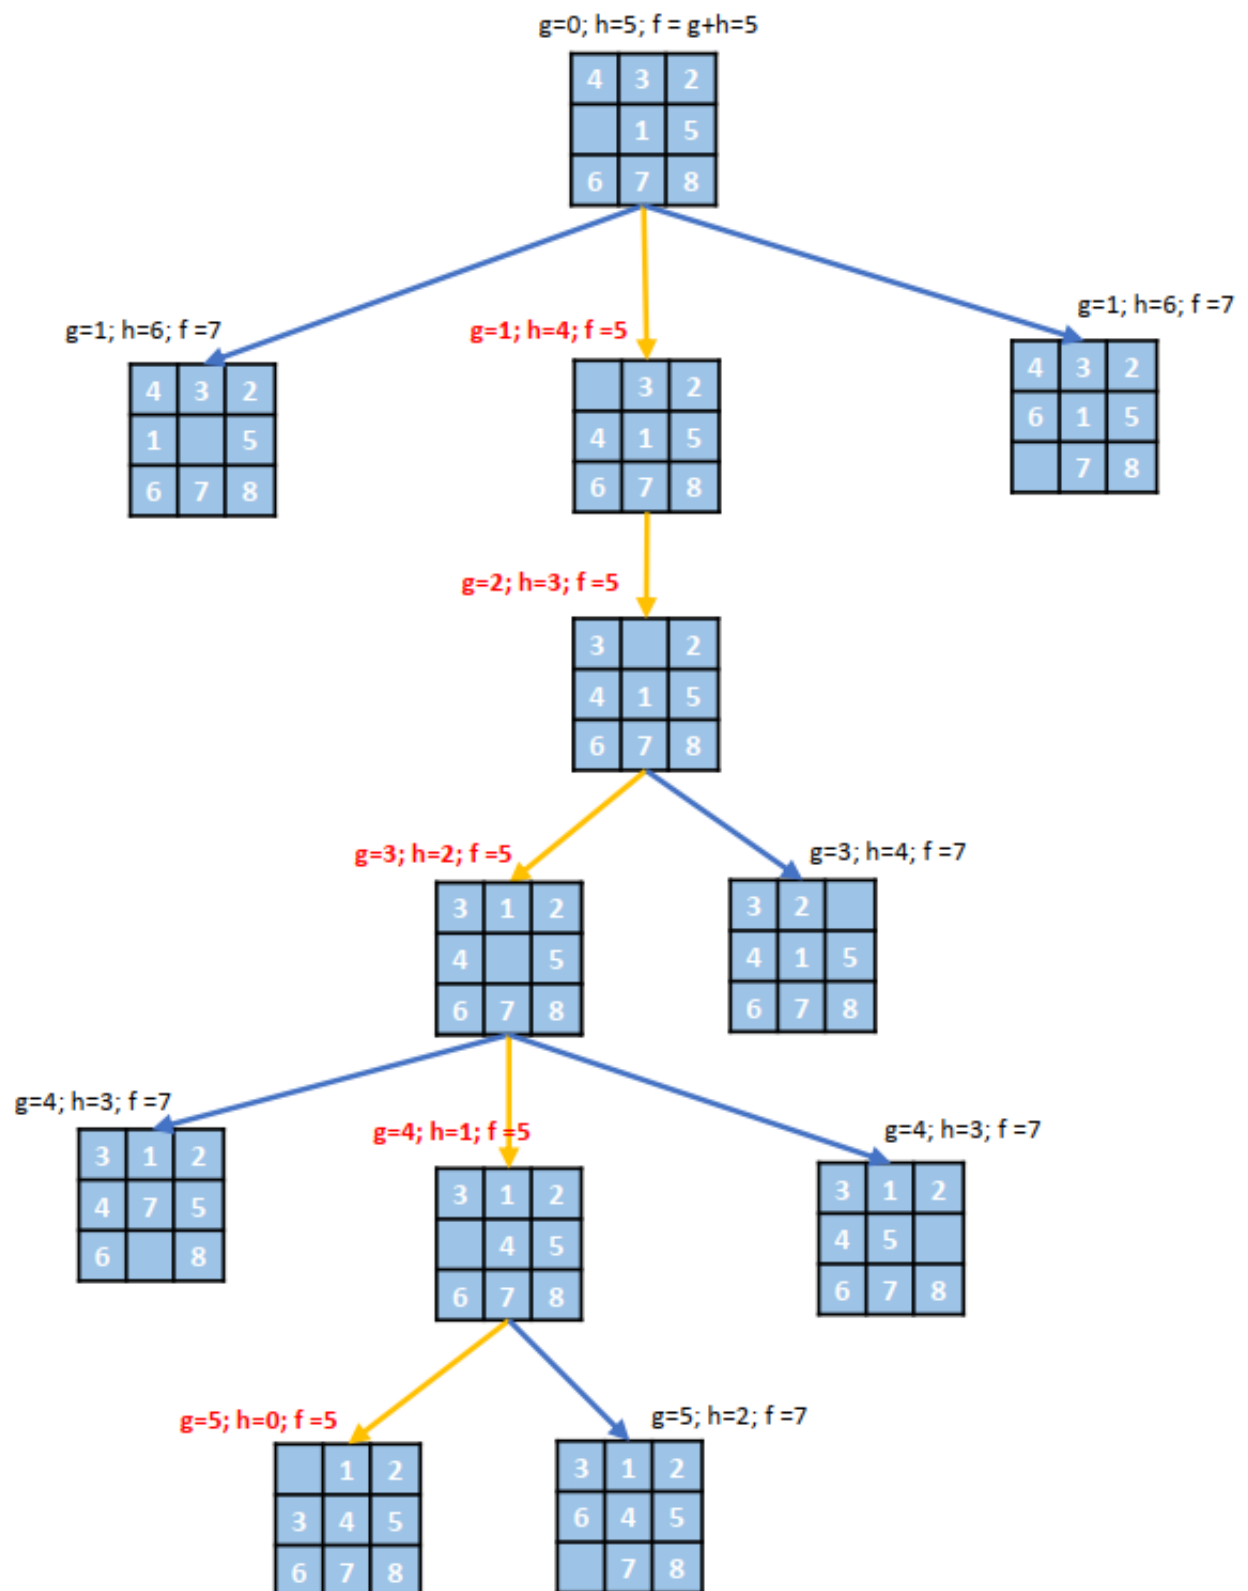 g=0; h=5; f = g+h=5
4 3 2
1 5
6 7 8
g=1; h=6; f =7
4 3 2
1 5
6 7 8
g=1; h=4; f =5
3 2
4 1 5
6 7 8
g=1; h=6; f =7
4 3 2
6 1 5
7 8
g=2; h=3; f =5
3 2
4 1 5
6 7 8
g=3; h=2; f =5
3 1 2
4 5
6 7 8
g=3; h=4; f =7
3 2
4 1 5
6 7 8
g=4; h=3; f =7
3 1 2
4 7 5
6 8
g=4; h=1; f =5
3 1 2
4 5
6 7 8
g=4; h=3; f =7
3 1 2
4 5
6 7 8
g=5; h=0; f =5
1 2
3 4 5
6 7 8
g=5; h=2; f =7
3 1 2
6 4 5
7 8